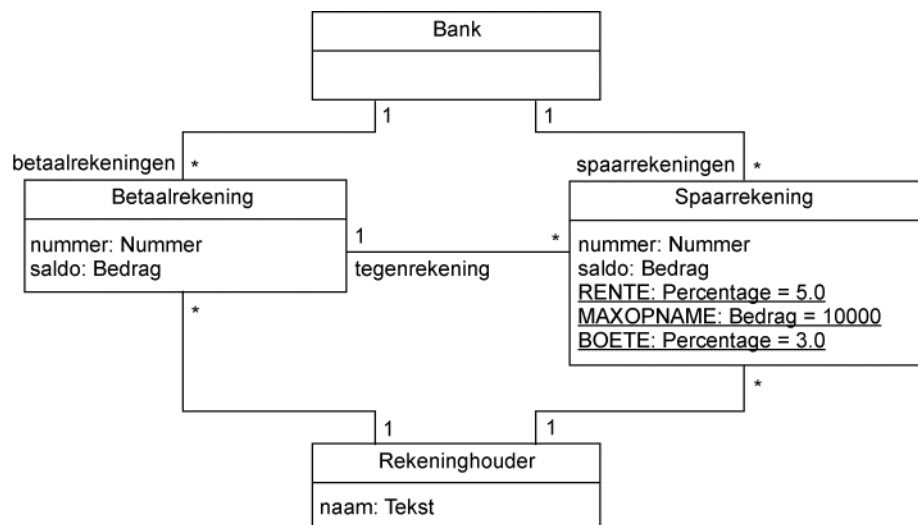 Bank
1
1
betaalrekeningen *
spaarrekeningen *
Betaalrekening
nummer: Nummer
saldo: Bedrag
1
*
tegenrekening
Spaarrekening
nummer: Nummer
saldo: Bedrag
RENTE: Percentage = 5.0
MAXOPNAME: Bedrag = 10000
BOETE: Percentage = 3.0
*
*
1
1
Rekeninghouder
naam: Tekst